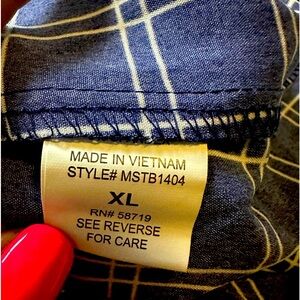 MADE IN VIETNAM
STYLE# MSTB1404
XL
RN# 58719
SEE REVERSE
FOR CARE